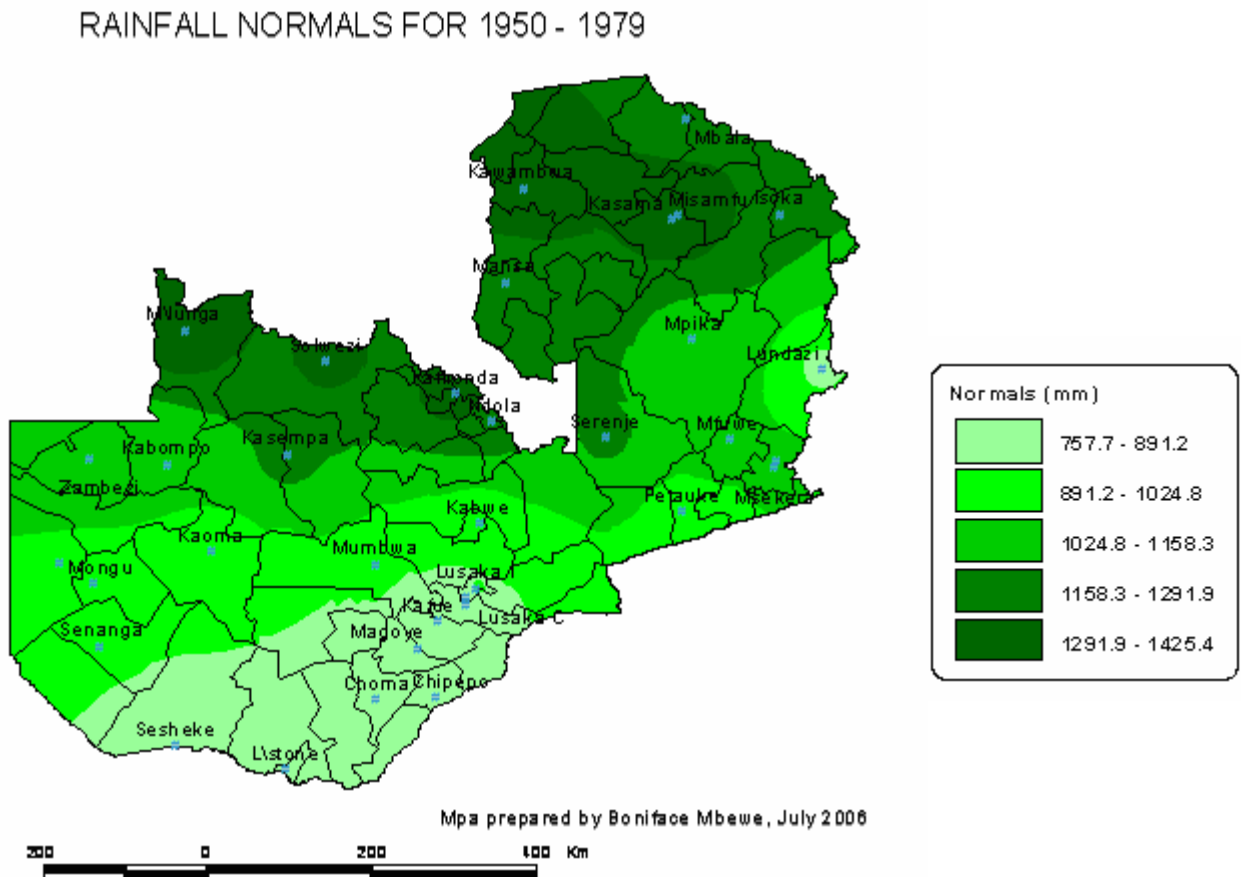 RAINFALL NORMALS FOR 1950 - 1979
Mbala
Kawambwa
Kasama
Misamfu
Isoka
Mansa
Mpika
Lundazi
Solwezi
Ndola
Serenje
Mfuwe
Kasempa
Kabompo
Zambezi
Petauke
Msekera
Kabwe
Kaoma
Mumbwa
Mongu
Lusaka
Kafue
Lusaka C
Senanga
Magoye
Choma
Chipepo
Sesheke
L\stone
Normals (mm)
757.7 - 891.2
891.2 - 1024.8
1024.8 - 1158.3
1158.3 - 1291.9
1291.9 - 1425.4
Mpa prepared by Boniface Mbewe, July 2006
200 0 200 400 Km